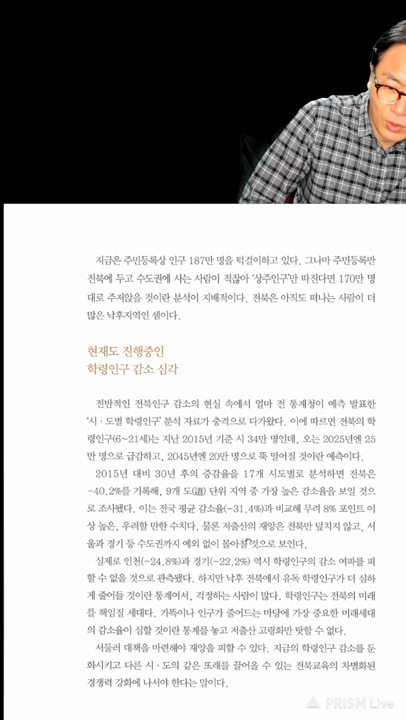 지금은 주민등록상 인구 187만 명을 턱걸이하고 있다. 그나마 주민등록만
전북에 두고 수도권에 사는 사람이 적잖아 '상주인구'만 따진다면 170만 명
대로 주저앉을 것이란 분석이 지배적이다. 전북은 아직도 떠나는 사람이 더
많은 낙후지역인 셈이다.
현재도 진행중인
학령인구 감소 심각
전반적인 전북인구 감소의 현실 속에서 얼마 전 통계청이 예측 발표한
'시·도별 학령인구' 분석 자료가 충격으로 다가왔다. 이에 따르면 전북의 학
령인구(6~21세)는 지난 2015년 기준 시 34만 명인데, 오는 2025년엔 25
만 명으로 급감하고, 2045년엔 20만 명으로 뚝 떨어질 것이란 예측이다.
2015년 대비 30년 후의 증감율을 17개 시도별로 분석하면 전북은
-40.2%를 기록해, 9개 도(道) 단위 지역 중 가장 높은 감소율을 보일 것으
로 조사됐다. 이는 전국 평균 감소율(-31.4%)과 비교해 무려 8% 포인트 이
상 높은, 우려할 만한 수치다. 물론 저출산의 재앙은 전북만 덮치지 않고, 서
울과 경기 등 수도권까지 예외 없이 몰아칠 것으로 보인다.
실제로 인천(-24.8%)과 경기(-22.2%) 역시 학령인구의 감소 여파를 피
할 수 없을 것으로 관측됐다. 하지만 낙후 전북에서 유독 학령인구가 더 심하
게 줄어들 것이란 통계여서, 걱정하는 사람이 많다. 학령인구는 전북의 미래
를 책임질 세대다. 가뜩이나 인구가 줄어드는 마당에 가장 중요한 미래세대
의 감소율이 심할 것이란 통계를 놓고 저출산 고령화만 탓할 수 없다.
서둘러 대책을 마련해야 재앙을 피할 수 있다. 지금의 학령인구 감소를 둔
화시키고 다른 시·도의 같은 또래를 끌어올 수 있는 전북교육의 차별화된
경쟁력 강화에 나서야 한다는 말이다.
PRISM Live